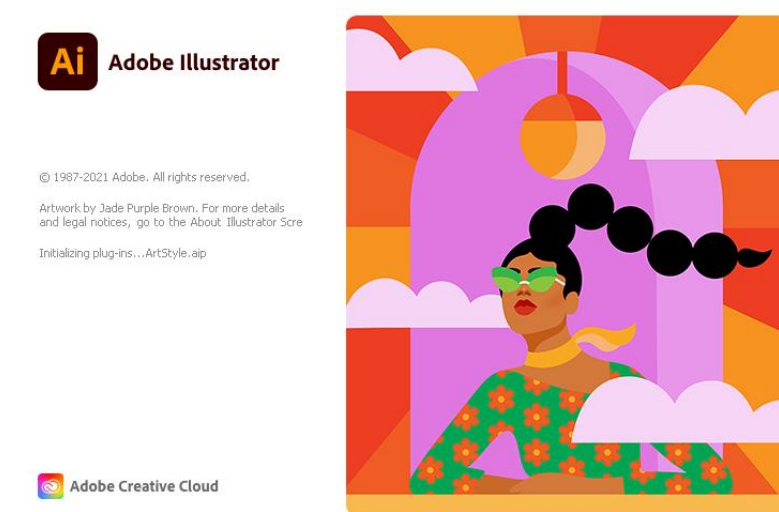 Ai Adobe Illustrator
© 1987-2021 Adobe. All rights reserved.
Artwork by Jade Purple Brown. For more details
and legal notices, go to the About Illustrator Scre
Initializing plug-ins...ArtStyle.aip
Adobe Creative Cloud